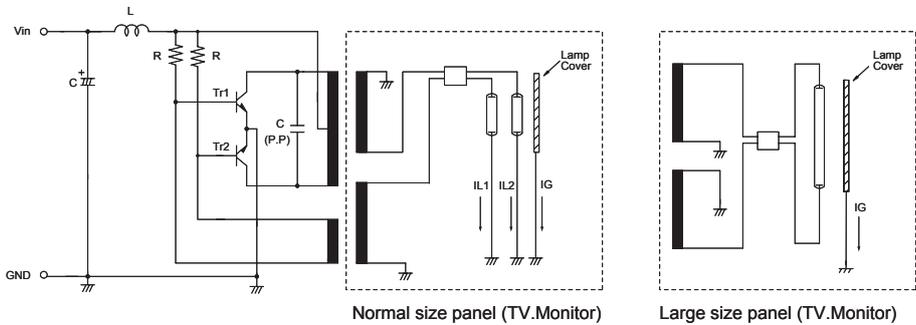 L
Vin
R
R
C
+
Tr1
C
(P.P)
Tr2
GND
Lamp
Cover
IL1
IL2
IG
Normal size panel (TV.Monitor)
Lamp
Cover
IG
Large size panel (TV.Monitor)